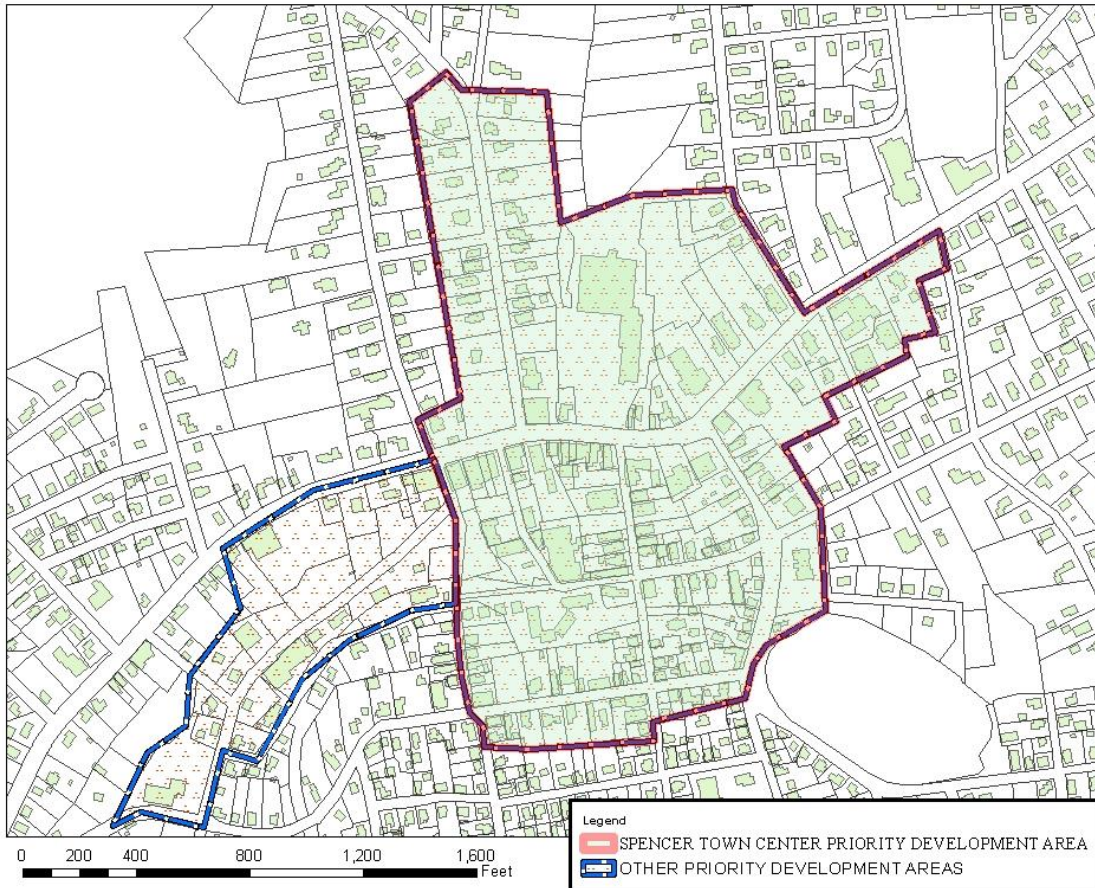 0 200 400 800 1,200 1,600
Feet
Legend
SPENCER TOWN CENTER PRIORITY DEVELOPMENT AREA
OTHER PRIORITY DEVELOPMENT AREAS